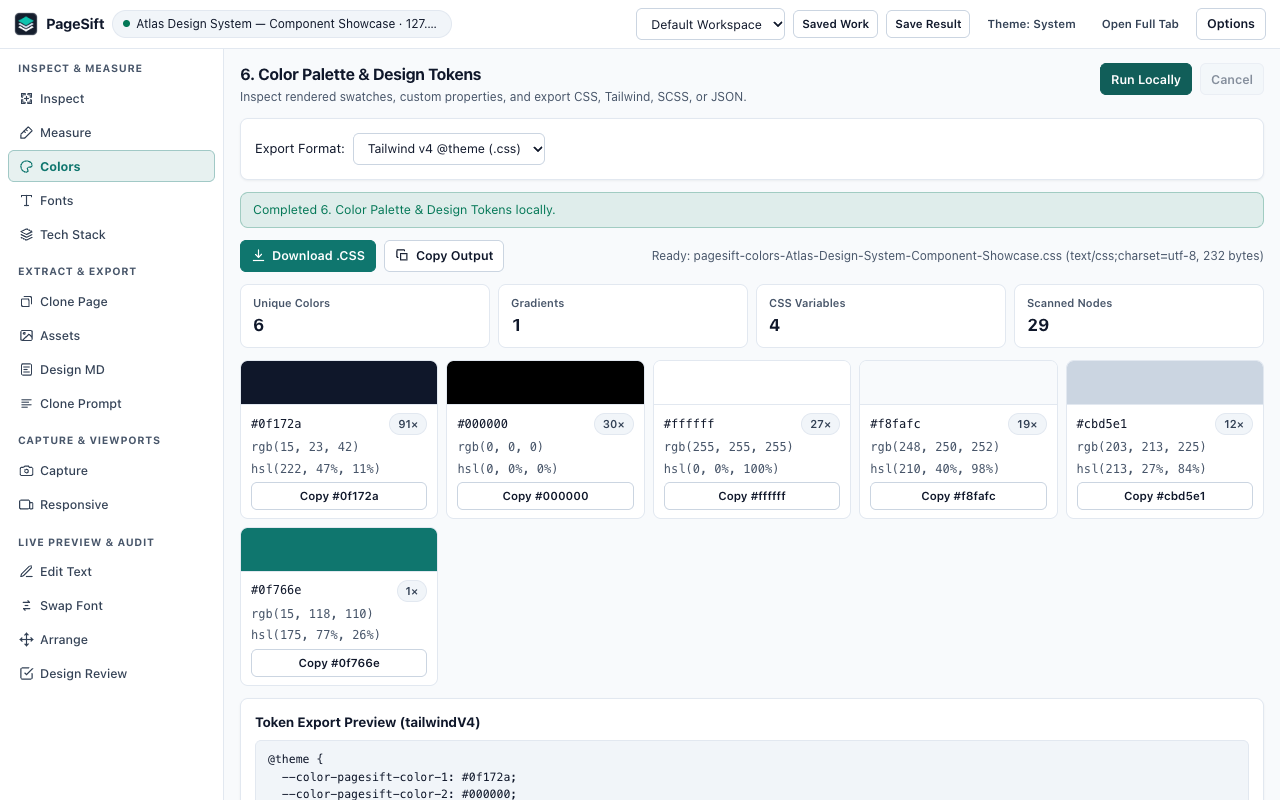 PageSift
Atlas Design System — Component Showcase · 127....
Default Workspace
Saved Work
Save Result
Theme: System
Open Full Tab
Options
INSPECT & MEASURE
Inspect
Measure
Colors
Fonts
Tech Stack
EXTRACT & EXPORT
Clone Page
Assets
Design MD
Clone Prompt
CAPTURE & VIEWPORTS
Capture
Responsive
LIVE PREVIEW & AUDIT
Edit Text
Swap Font
Arrange
Design Review
6. Color Palette & Design Tokens
Inspect rendered swatches, custom properties, and export CSS, Tailwind, SCSS, or JSON.
Run Locally
Cancel
Export Format:
Tailwind v4 @theme (.css)
Completed 6. Color Palette & Design Tokens locally.
Download .CSS
Copy Output
Ready: pagesift-colors-Atlas-Design-System-Component-Showcase.css (text/css;charset=utf-8, 232 bytes)
Unique Colors
6
Gradients
1
CSS Variables
4
Scanned Nodes
29
#0f172a
91×
rgb(15, 23, 42)
hsl(222, 47%, 11%)
Copy #0f172a
#000000
30×
rgb(0, 0, 0)
hsl(0, 0%, 0%)
Copy #000000
#ffffff
27×
rgb(255, 255, 255)
hsl(0, 0%, 100%)
Copy #ffffff
#f8fafc
19×
rgb(248, 250, 252)
hsl(210, 40%, 98%)
Copy #f8fafc
#cbd5e1
12×
rgb(203, 213, 225)
hsl(213, 27%, 84%)
Copy #cbd5e1
#0f766e
1×
rgb(15, 118, 110)
hsl(175, 77%, 26%)
Copy #0f766e
Token Export Preview (tailwindV4)
@theme {
--color-pagesift-color-1: #0f172a;
--color-pagesift-color-2: #000000;